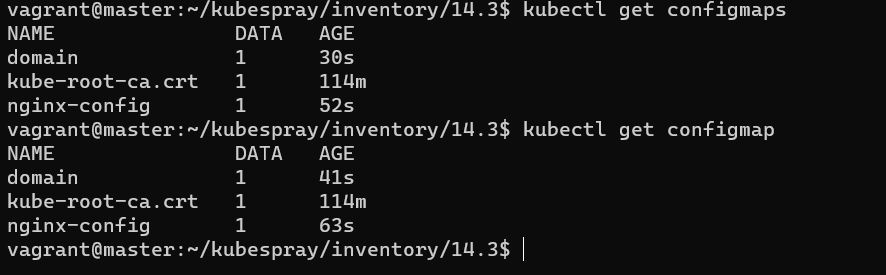 vagrant@master:~/kubespray/inventory/14.3$ kubectl get configmaps
NAME               DATA   AGE
domain             1      30s
kube-root-ca.crt   1      114m
nginx-config       1      52s
vagrant@master:~/kubespray/inventory/14.3$ kubectl get configmap
NAME               DATA   AGE
domain             1      41s
kube-root-ca.crt   1      114m
nginx-config       1      63s
vagrant@master:~/kubespray/inventory/14.3$